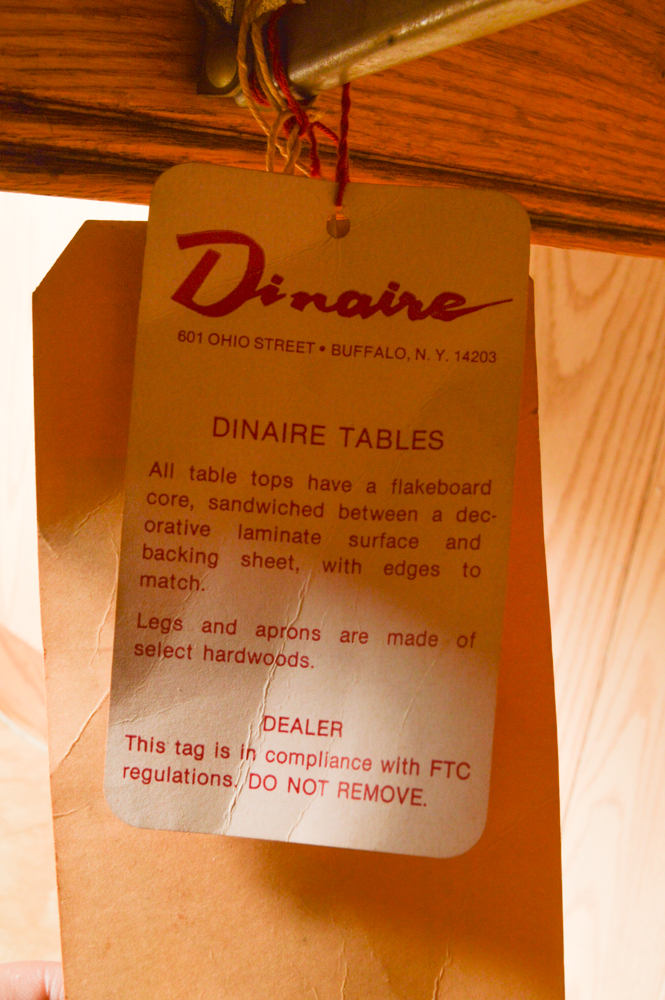 Dinaire
601 OHIO STREET • BUFFALO, N. Y. 14203
DINAIRE TABLES
All table tops have a flakeboard
core, sandwiched between a dec-
orative laminate surface and
backing sheet, with edges to
match.
Legs and aprons are made of
select hardwoods.
DEALER
This tag is in compliance with FTC
regulations. DO NOT REMOVE.